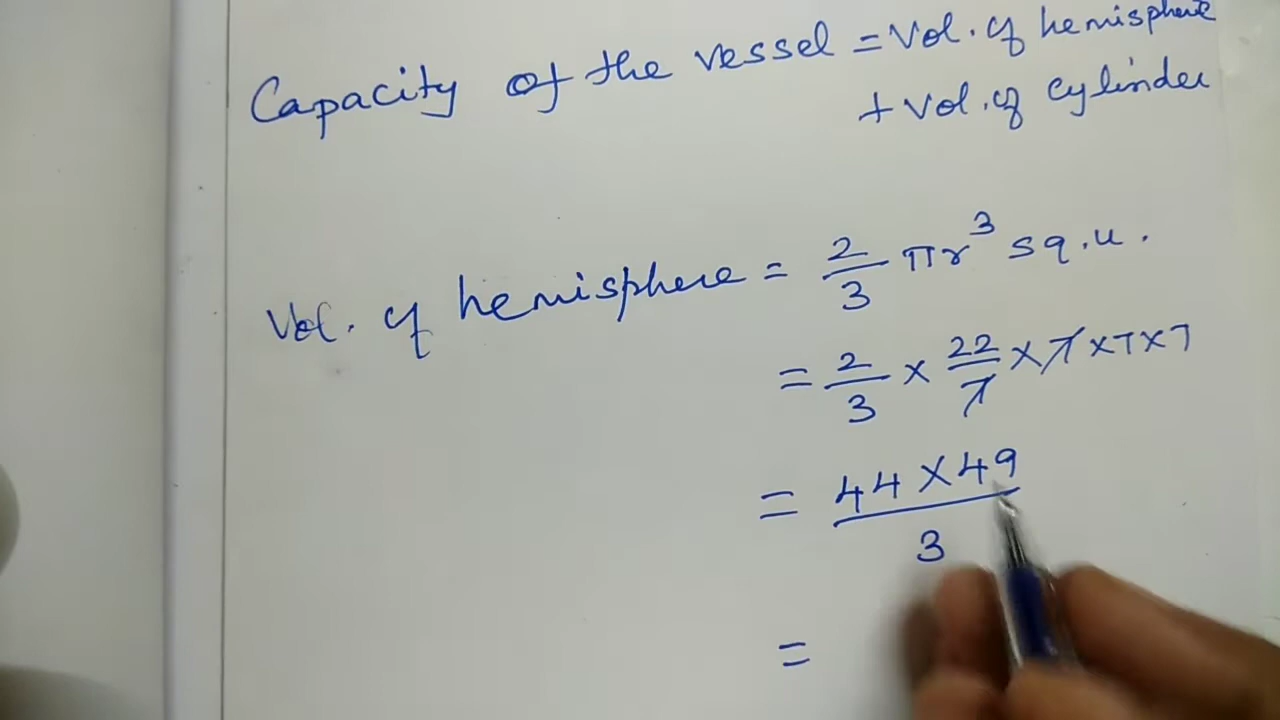 Capacity of the vessel = Vol. of hemisphere
+ Vol. of cylinder
Vol. of hemisphere = 2/3 πr³ sq.u.
= 2/3 × 22/7 × 7 × 7 × 7
= 44 × 49 / 3
=